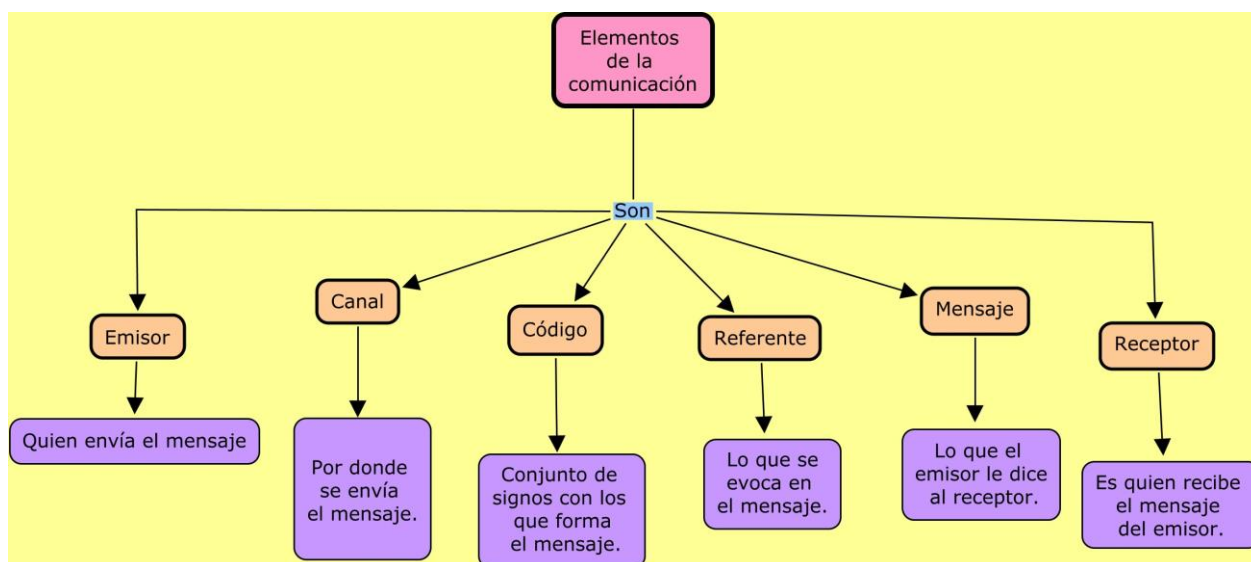 Elementos
de la
comunicación
Son
Emisor
Canal
Código
Referente
Mensaje
Receptor
Quien envía el mensaje
Por donde
se envía
el mensaje.
Conjunto de
signos con los
que forma
el mensaje.
Lo que se
evoca en
el mensaje.
Lo que el
emisor le dice
al receptor.
Es quien recibe
el mensaje
del emisor.